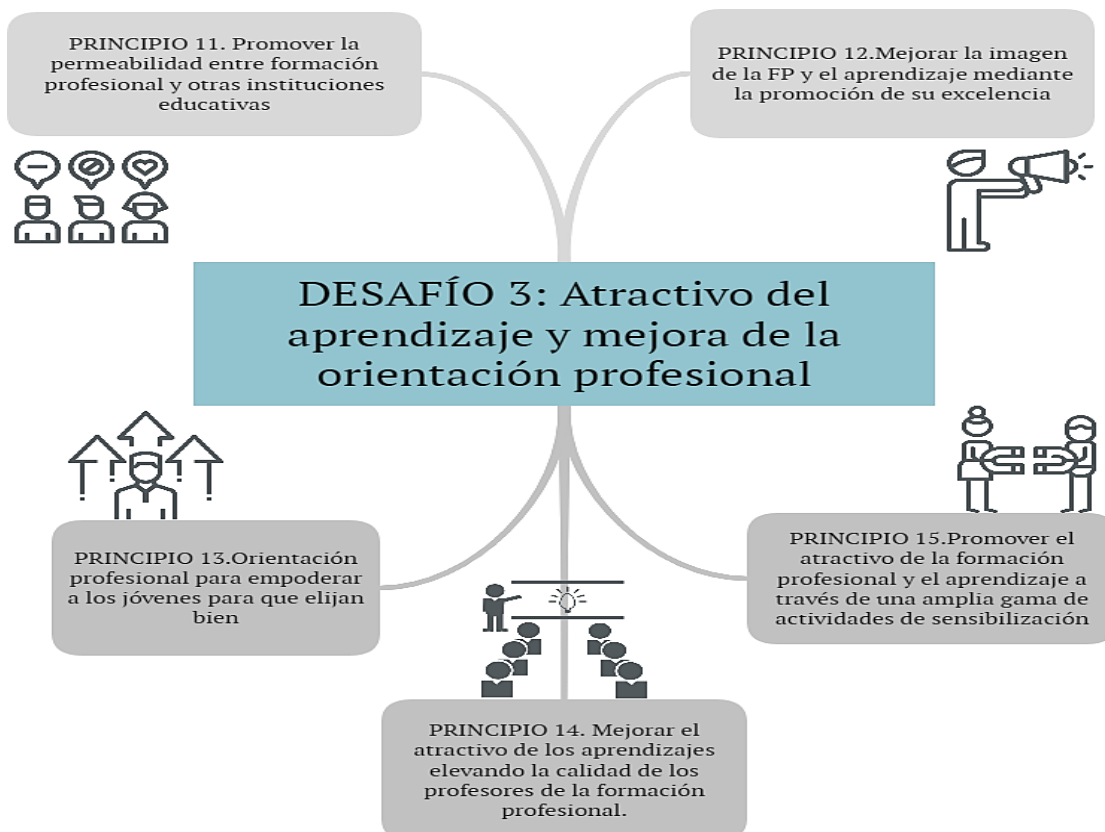 PRINCIPIO 11. Promover la
permeabilidad entre formación
profesional y otras instituciones
educativas
PRINCIPIO 12.Mejorar la imagen
de la FP y el aprendizaje mediante
la promoción de su excelencia
DESAFÍO 3: Atractivo del
aprendizaje y mejora de la
orientación profesional
PRINCIPIO 13.Orientación
profesional para empoderar
a los jóvenes para que elijan
bien
PRINCIPIO 15.Promover el
atractivo de la formación
profesional y el aprendizaje a
través de una amplia gama de
actividades de sensibilización
PRINCIPIO 14. Mejorar el
atractivo de los aprendizajes
elevando la calidad de los
profesores de la formación
profesional.